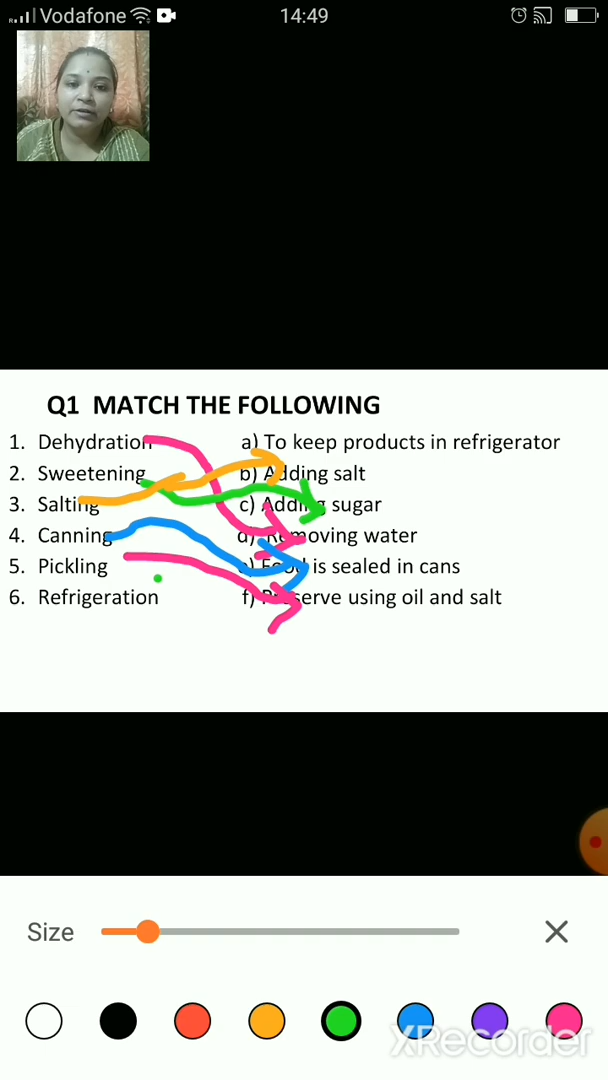 Vodafone 14:49
Q1 MATCH THE FOLLOWING
1. Dehydration a) To keep products in refrigerator
2. Sweetening b) Adding salt
3. Salting c) Adding sugar
4. Canning d) Removing water
5. Pickling e) Food is sealed in cans
6. Refrigeration f) Preserve using oil and salt
Size
XRecorder